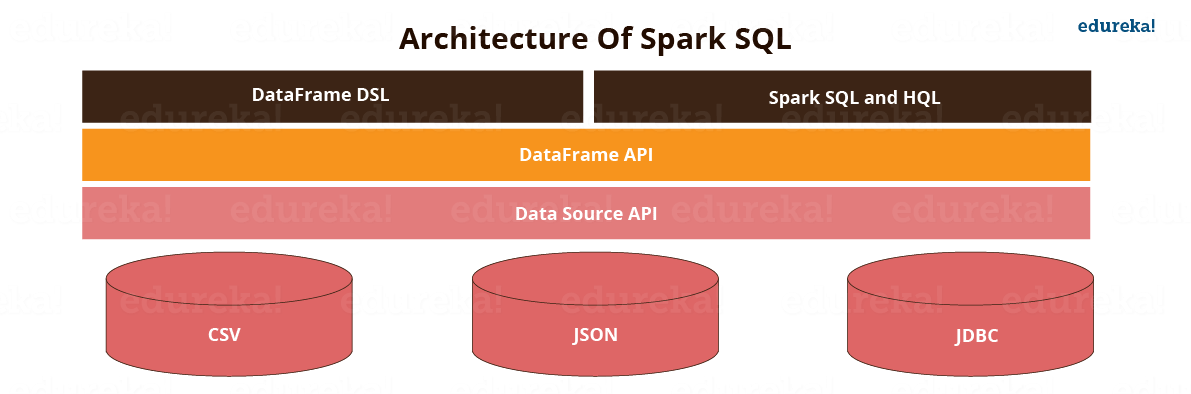 Architecture Of Spark SQL
edureka!
DataFrame DSL
Spark SQL and HQL
DataFrame API
Data Source API
CSV
JSON
JDBC